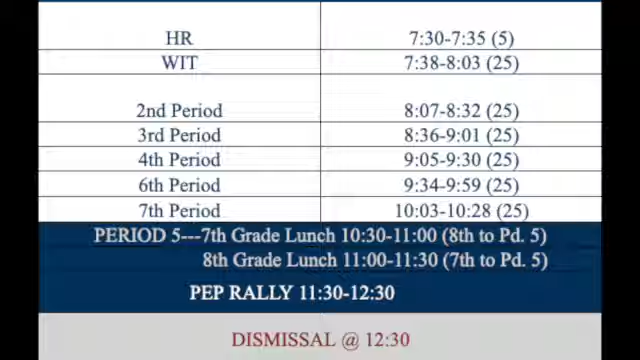 HR 7:30-7:35 (5)
WIT 7:38-8:03 (25)
2nd Period 8:07-8:32 (25)
3rd Period 8:36-9:01 (25)
4th Period 9:05-9:30 (25)
6th Period 9:34-9:59 (25)
7th Period 10:03-10:28 (25)
PERIOD 5---7th Grade Lunch 10:30-11:00 (8th to Pd. 5)
8th Grade Lunch 11:00-11:30 (7th to Pd. 5)
PEP RALLY 11:30-12:30
DISMISSAL @ 12:30